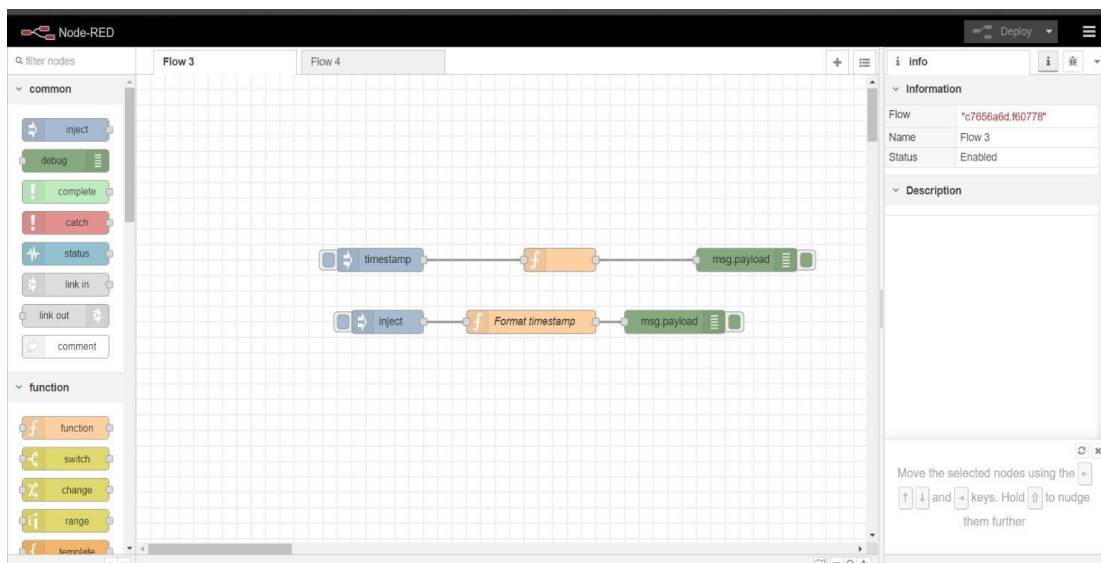 Node-RED
Deploy
filter nodes
Flow 3
Flow 4
i info
i
common
inject
debug
complete
catch
status
link in
link out
comment
function
function
switch
change
range
template
timestamp
f
msg.payload
inject
f Format timestamp
msg.payload
Information
Flow "c7656a6d.f60778"
Name Flow 3
Status Enabled
Description
Move the selected nodes using the ←
↑ ↓ and → keys. Hold ⇧ to nudge
them further